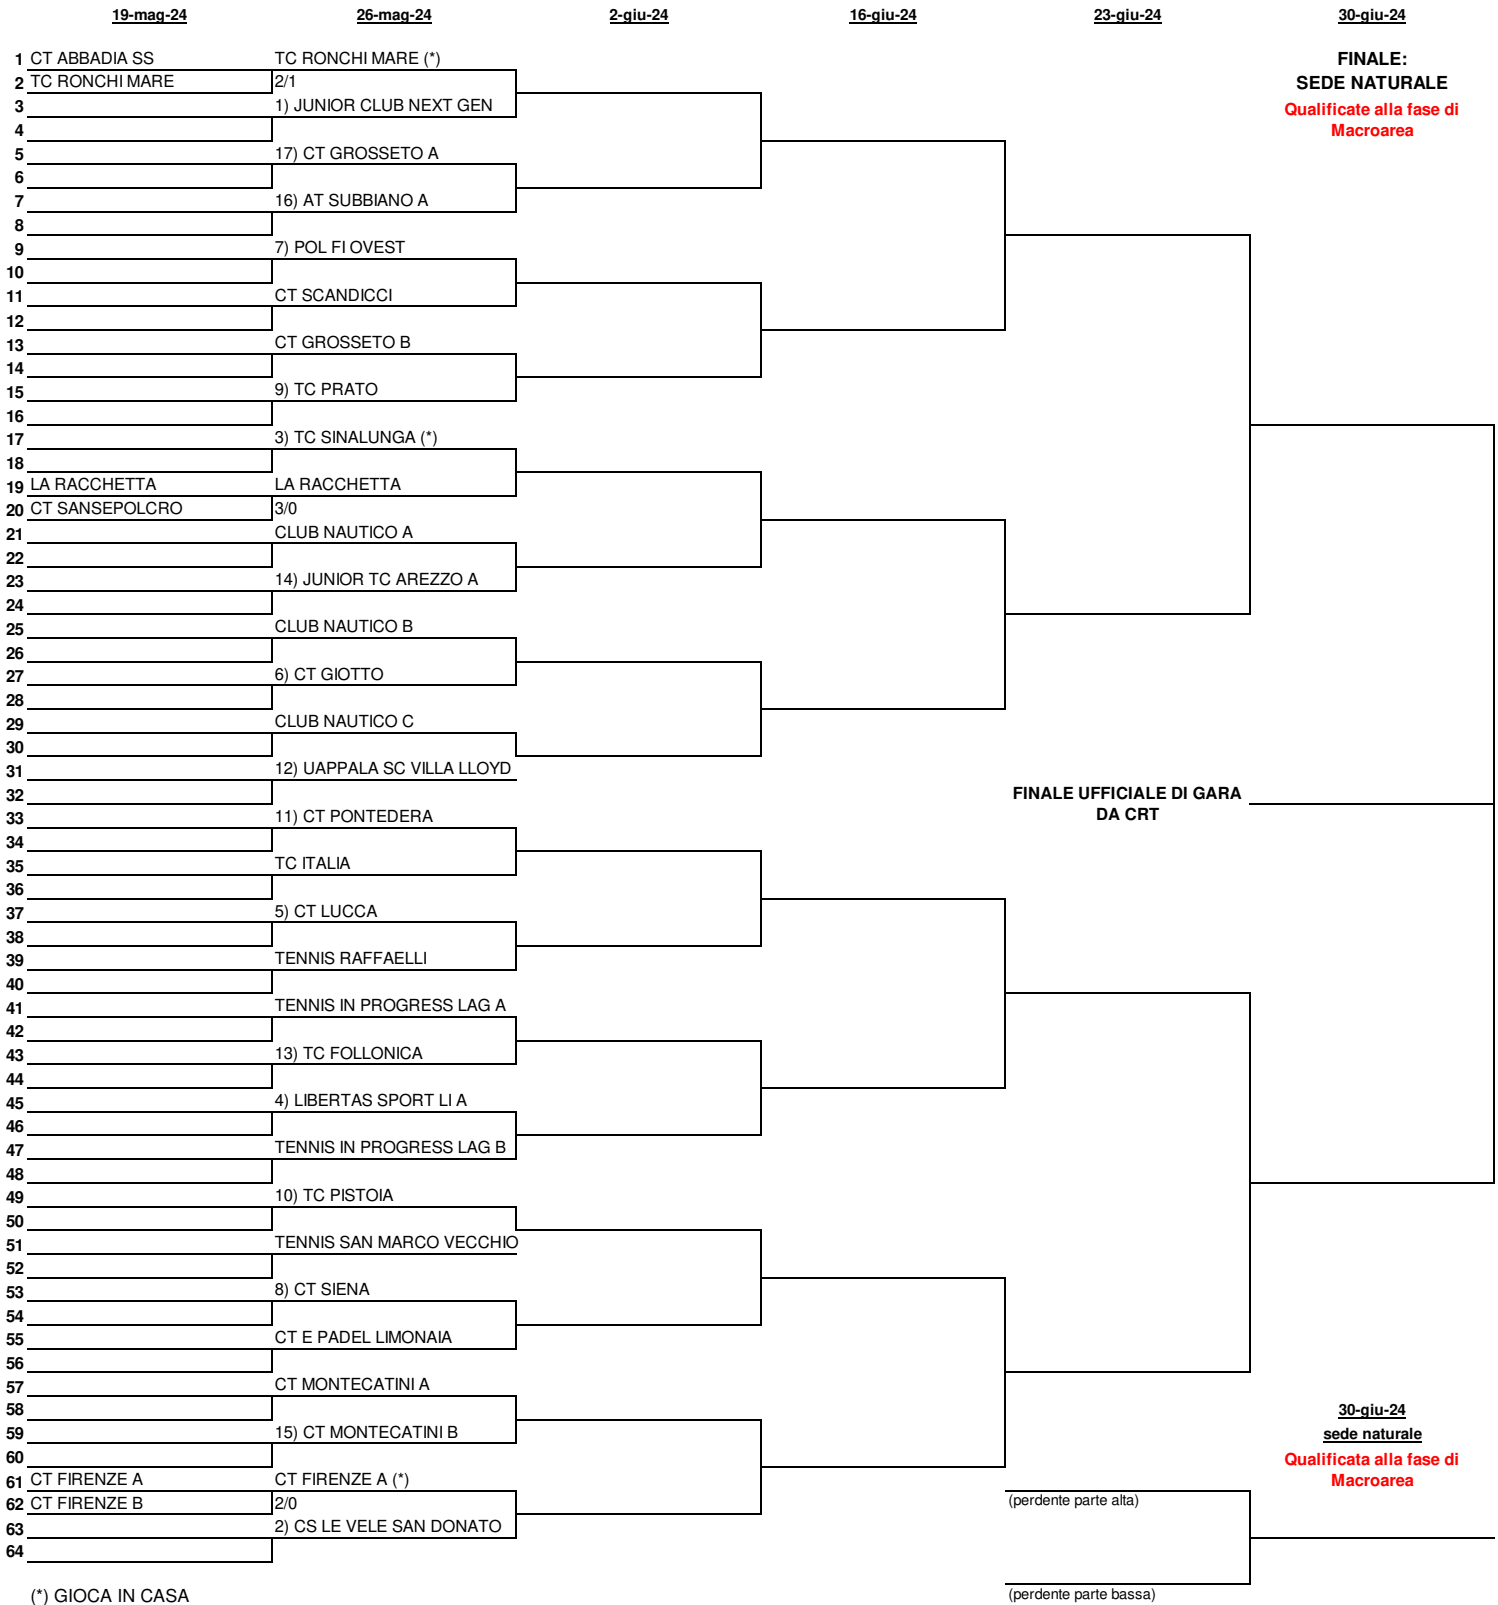 19-mag-24 26-mag-24 2-giu-24 16-giu-24 23-giu-24 30-giu-24
1 CT ABBADIA SS TC RONCHI MARE (*) FINALE:
2 TC RONCHI MARE 2/1 SEDE NATURALE
3 1) JUNIOR CLUB NEXT GEN Qualificate alla fase di
4 Macroarea
5 17) CT GROSSETO A
6
7 16) AT SUBBIANO A
8
9 7) POL FI OVEST
10
11 CT SCANDICCI
12
13 CT GROSSETO B
14
15 9) TC PRATO
16
17 3) TC SINALUNGA (*)
18
19 LA RACCHETTA LA RACCHETTA
20 CT SANSEPOLCRO 3/0
21 CLUB NAUTICO A
22
23 14) JUNIOR TC AREZZO A
24
25 CLUB NAUTICO B
26
27 6) CT GIOTTO
28
29 CLUB NAUTICO C
30
31 12) UAPPALA SC VILLA LLOYD
32 FINALE UFFICIALE DI GARA
33 11) CT PONTEDERA DA CRT
34
35 TC ITALIA
36
37 5) CT LUCCA
38
39 TENNIS RAFFAELLI
40
41 TENNIS IN PROGRESS LAG A
42
43 13) TC FOLLONICA
44
45 4) LIBERTAS SPORT LI A
46
47 TENNIS IN PROGRESS LAG B
48
49 10) TC PISTOIA
50
51 TENNIS SAN MARCO VECCHIO
52
53 8) CT SIENA
54
55 CT E PADEL LIMONAIA
56
57 CT MONTECATINI A
58 30-giu-24
59 15) CT MONTECATINI B sede naturale
60 Qualificata alla fase di
61 CT FIRENZE A CT FIRENZE A (*) Macroarea
62 CT FIRENZE B 2/0 (perdente parte alta)
63 2) CS LE VELE SAN DONATO
64
(*) GIOCA IN CASA (perdente parte bassa)